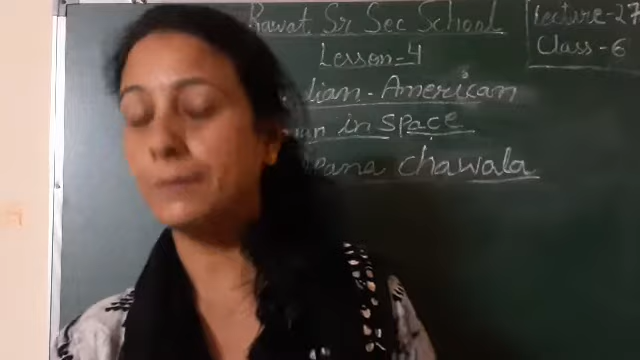 Rawat Sr Sec School
Lecture-27
Class-6
Lesson-4
-American
in space
chawala